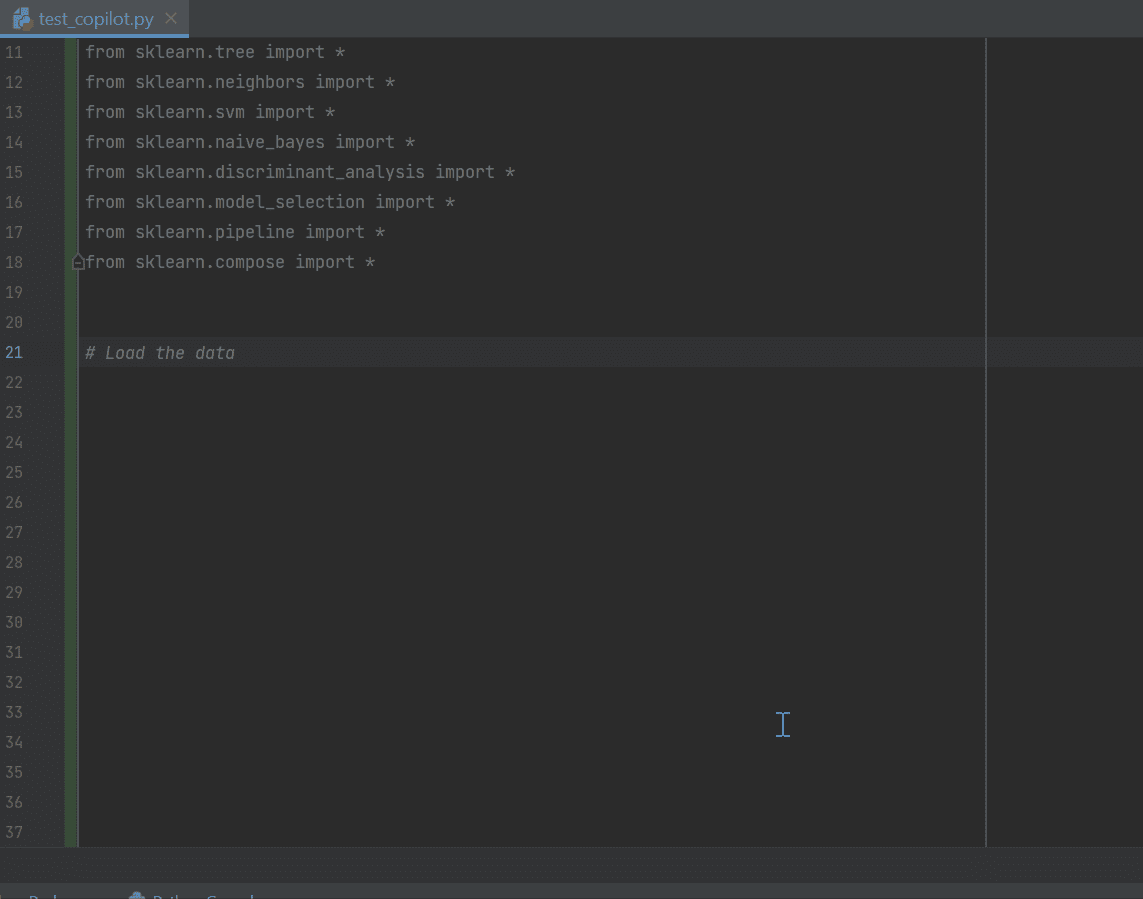 test_copilot.py
11 from sklearn.tree import *
12 from sklearn.neighbors import *
13 from sklearn.svm import *
14 from sklearn.naive_bayes import *
15 from sklearn.discriminant_analysis import *
16 from sklearn.model_selection import *
17 from sklearn.pipeline import *
18 from sklearn.compose import *
19
20
21 # Load the data
22
23
24
25
26
27
28
29
30
31
32
33
34
35
36
37